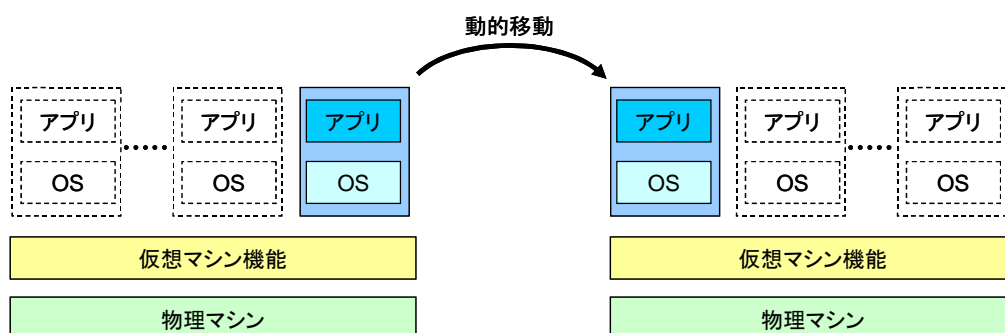 動的移動
アプリ ..... アプリ アプリ アプリ アプリ ..... アプリ
OS OS OS OS OS OS
仮想マシン機能 仮想マシン機能
物理マシン 物理マシン